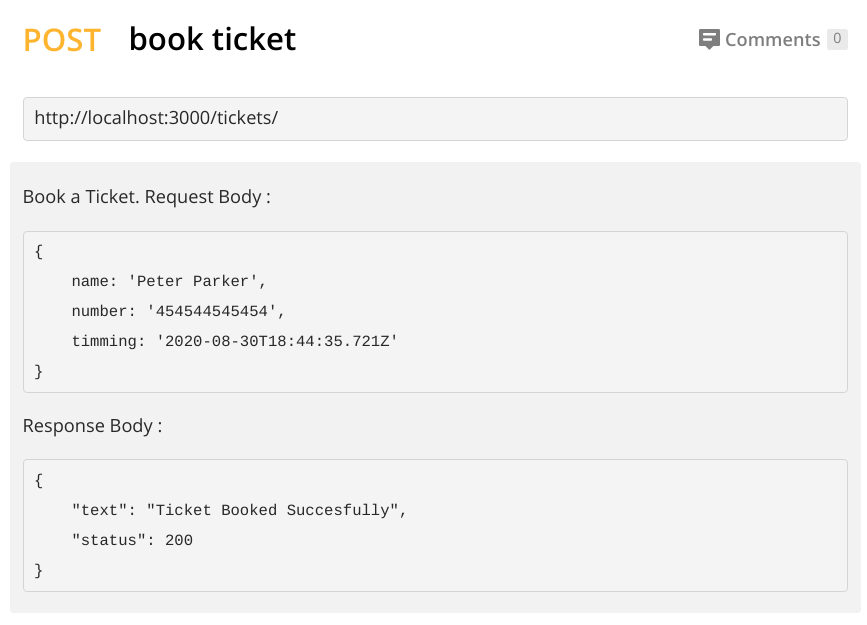 POST book ticket
Comments 0
http://localhost:3000/tickets/
Book a Ticket. Request Body :
{
    name: 'Peter Parker',
    number: '454544545454',
    timming: '2020-08-30T18:44:35.721Z'
}
Response Body :
{
    "text": "Ticket Booked Succesfully",
    "status": 200
}